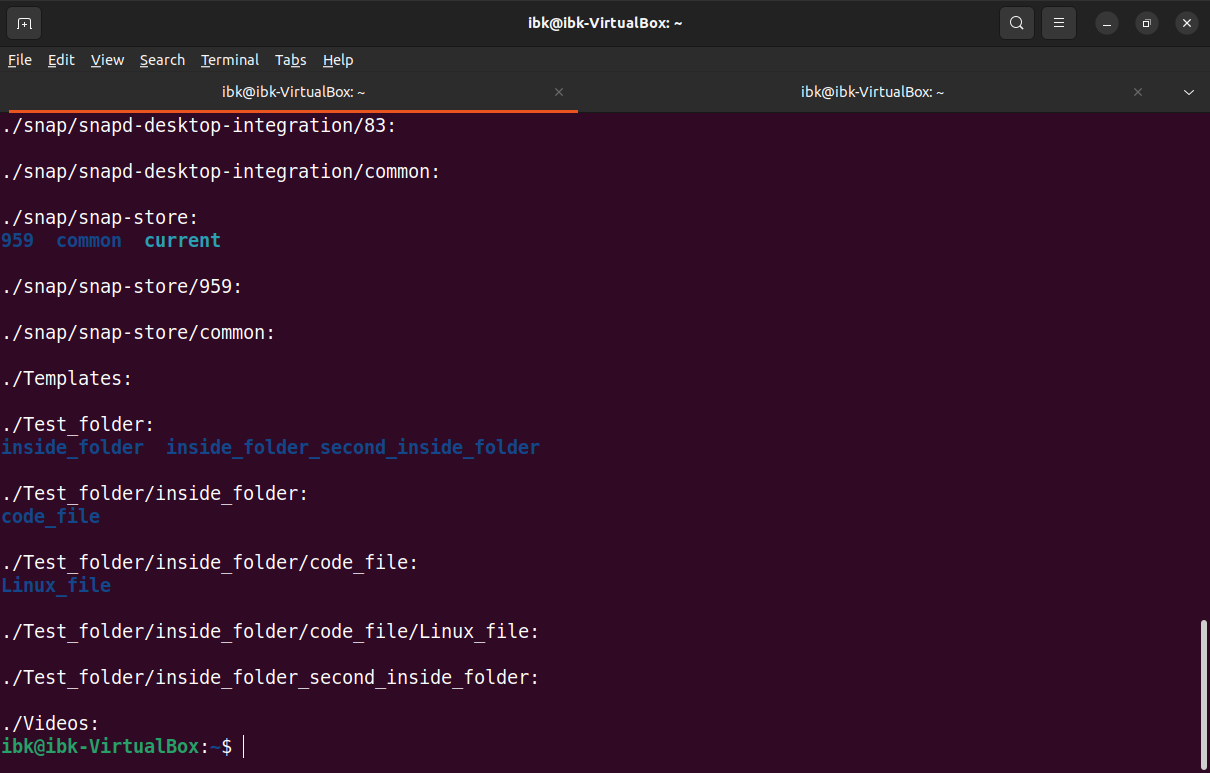 ibk@ibk-VirtualBox: ~
File Edit View Search Terminal Tabs Help
ibk@ibk-VirtualBox: ~ ibk@ibk-VirtualBox: ~
./snap/snapd-desktop-integration/83:
./snap/snapd-desktop-integration/common:
./snap/snap-store:
959 common current
./snap/snap-store/959:
./snap/snap-store/common:
./Templates:
./Test_folder:
inside_folder inside_folder_second_inside_folder
./Test_folder/inside_folder:
code_file
./Test_folder/inside_folder/code_file:
Linux_file
./Test_folder/inside_folder/code_file/Linux_file:
./Test_folder/inside_folder_second_inside_folder:
./Videos:
ibk@ibk-VirtualBox:~$